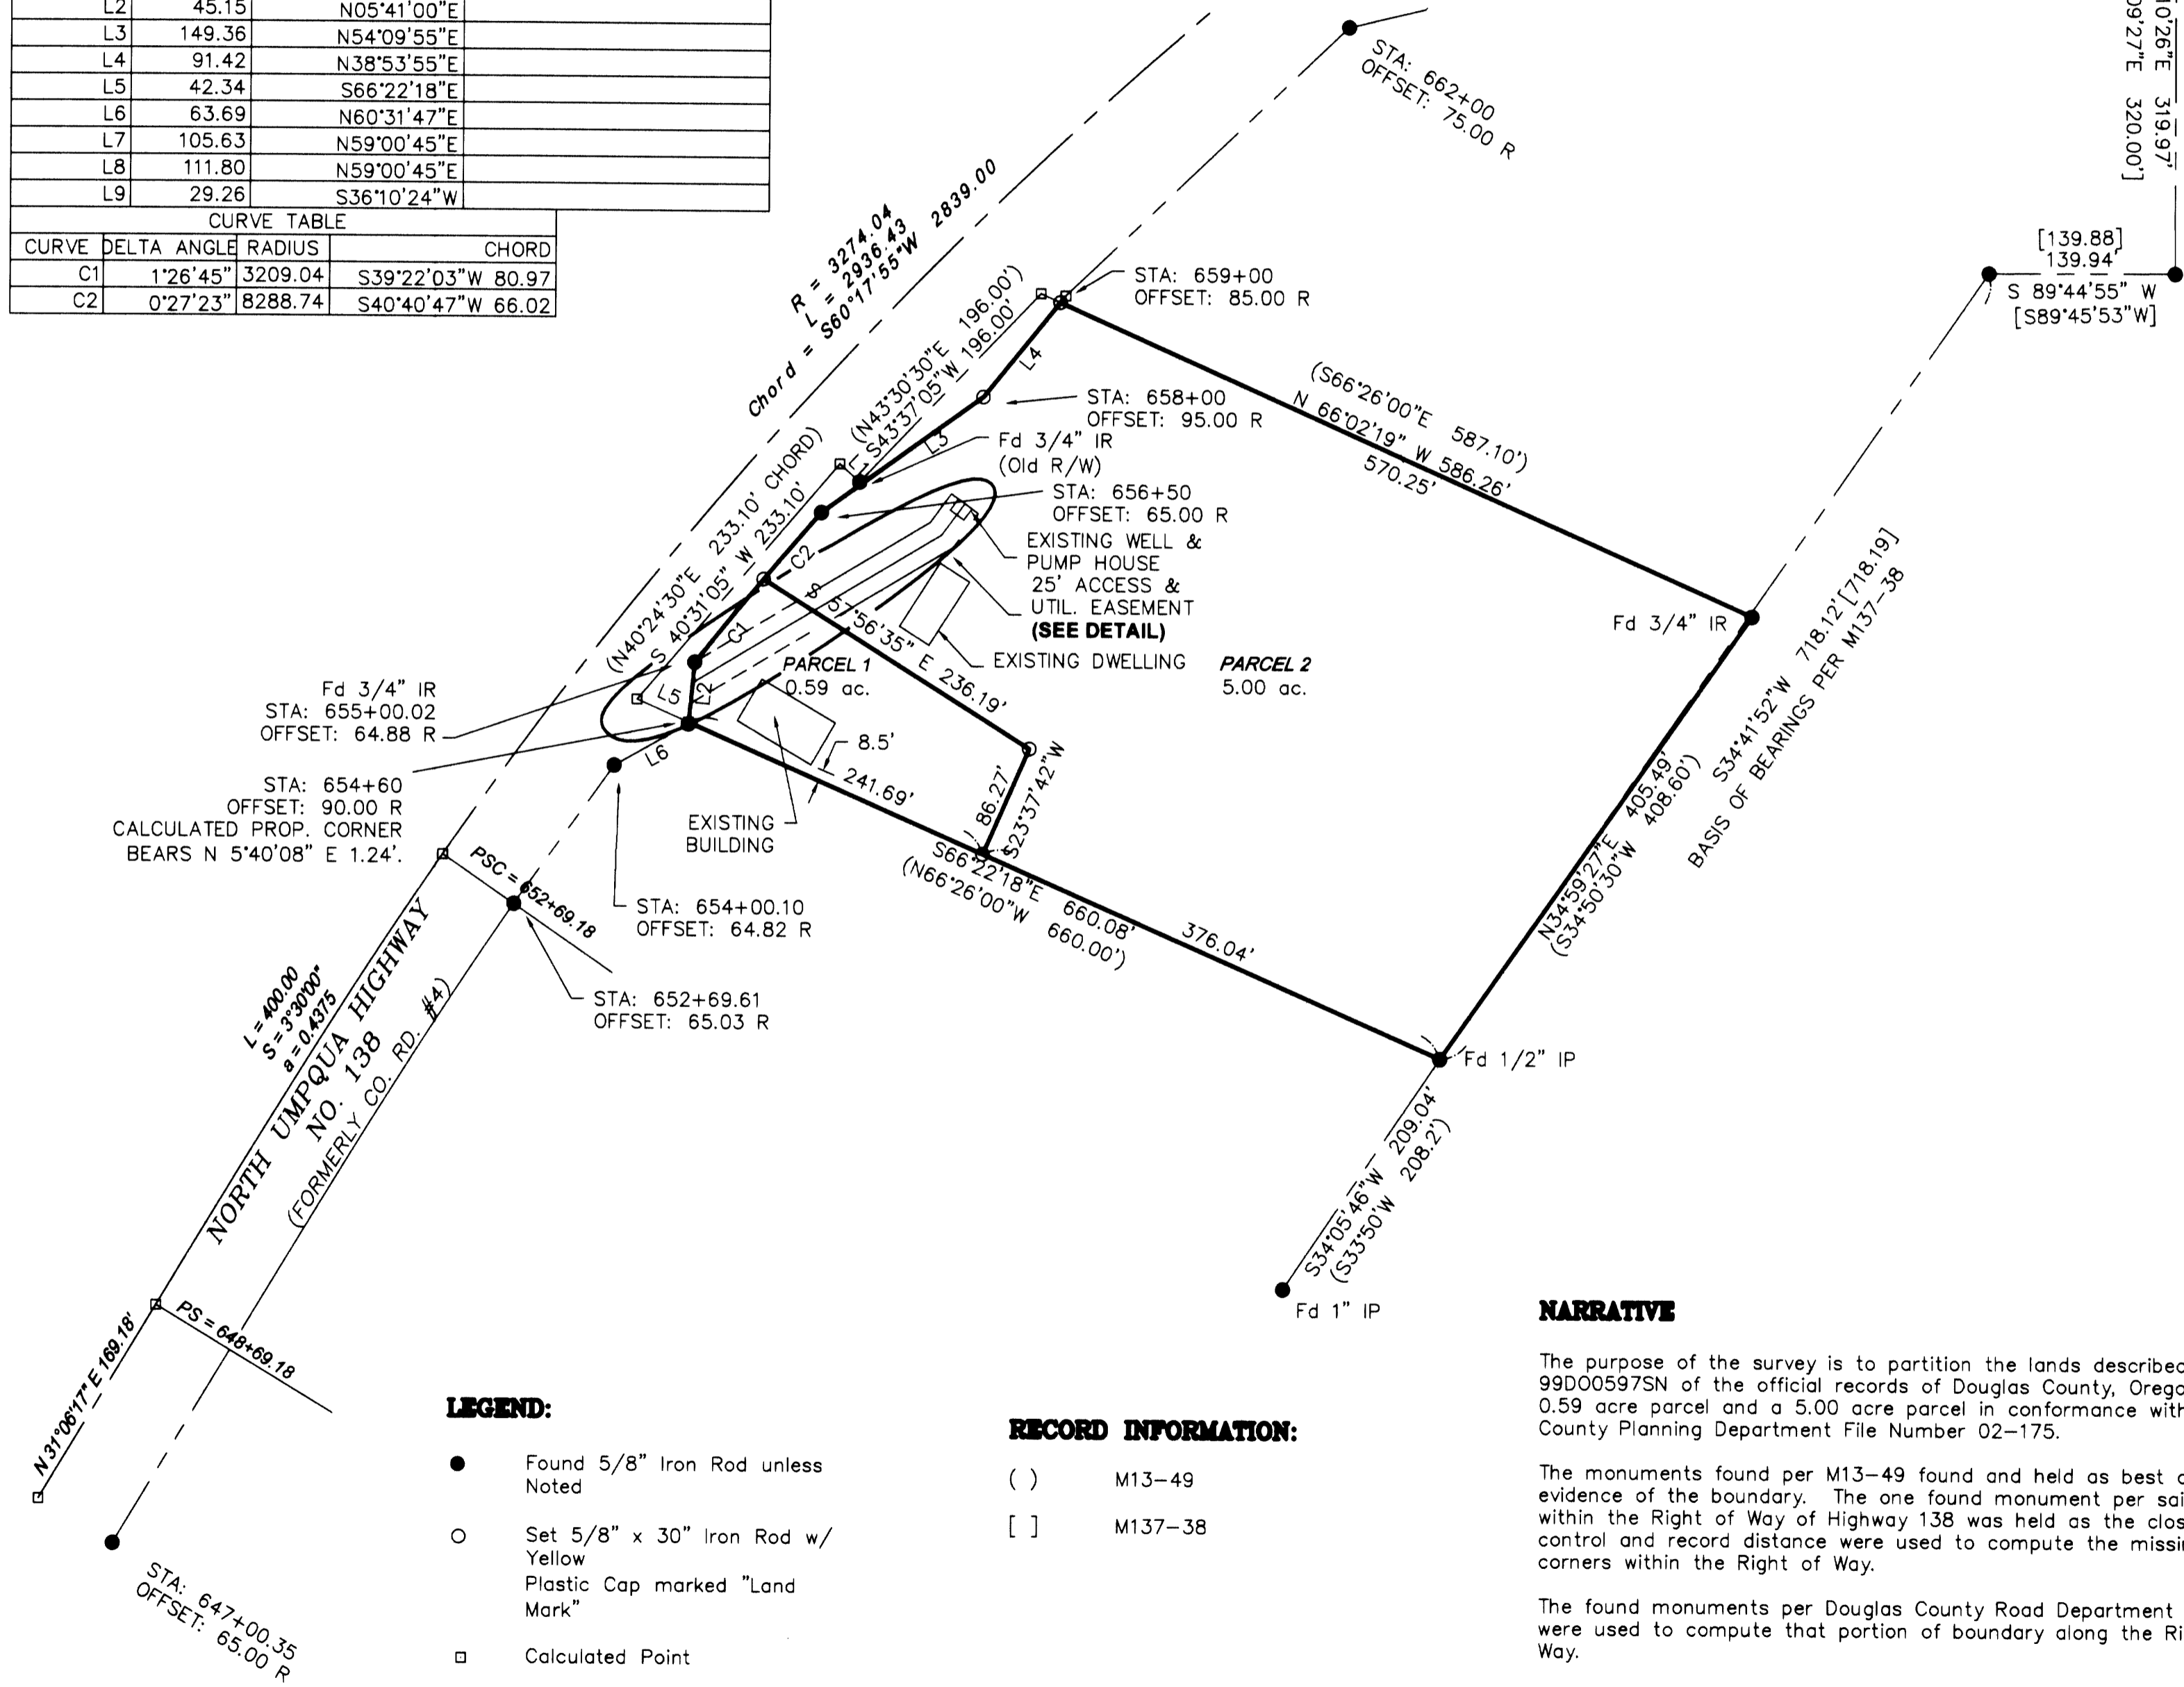 L2 45.15 N05°41'00"E
L3 149.36 N54°09'55"E
L4 91.42 N38°53'55"E
L5 42.34 S66°22'18"E
L6 63.69 N60°31'47"E
L7 105.63 N59°00'45"E
L8 111.80 N59°00'45"E
L9 29.26 S36°10'24"W
CURVE TABLE
CURVE DELTA ANGLE RADIUS CHORD
C1 1°26'45" 3209.04 S39°22'03"W 80.97
C2 0°27'23" 8288.74 S40°40'47"W 66.02
STA: 662+00
OFFSET: 75.00 R
10'26"E 319.97'
09'27"E 320.00']
[139.88]
139.94'
S 89°44'55" W
[S89°45'53"W]
R = 3274.04
L = 2936.43
Chord = S60°17'55"W 2839.00
STA: 659+00
OFFSET: 85.00 R
(N43°30'30"E 196.00')
S43°37'05"W 196.00'
L4
STA: 658+00
OFFSET: 95.00 R
L3
L1
Fd 3/4" IR
(Old R/W)
STA: 656+50
OFFSET: 65.00 R
(S66°26'00"E 587.10')
N 66°02'19" W 586.26'
570.25'
(N40°24'30"E 233.10' CHORD)
S 40°31'05" W 233.10'
C2
C1
EXISTING WELL &
PUMP HOUSE
25' ACCESS &
UTIL. EASEMENT
(SEE DETAIL)
EXISTING DWELLING
S 57°56'35" E 236.19'
PARCEL 1
0.59 ac.
PARCEL 2
5.00 ac.
Fd 3/4" IR
S34°41'52"W 718.12'[718.19]
BASIS OF BEARINGS PER M137-38
Fd 3/4" IR
STA: 655+00.02
OFFSET: 64.88 R
L5
L2
L6
8.5'
241.69'
STA: 654+60
OFFSET: 90.00 R
CALCULATED PROP. CORNER
BEARS N 5°40'08" E 1.24'.
EXISTING
BUILDING
86.27'
S23°37'42"W
N34°59'27"E 405.49'
(S34°50'30"W 408.60')
S66°22'18"E 660.08'
(N66°26'00"W 660.00')
376.04'
PSC = 652+69.18
STA: 654+00.10
OFFSET: 64.82 R
STA: 652+69.61
OFFSET: 65.03 R
L = 400.00
S = 3°30'00"
a = 0.4375
NORTH UMPQUA HIGHWAY
NO. 138
(FORMERLY CO. RD. #4)
Fd 1/2" IP
S34°05'46"W 209.04'
(S33°50'W 208.2')
Fd 1" IP
PS = 648+69.18
N 31°06'17" E 169.18'
STA: 647+00.35
OFFSET: 65.00 R
LEGEND:
Found 5/8" Iron Rod unless
Noted
Set 5/8" x 30" Iron Rod w/
Yellow
Plastic Cap marked "Land
Mark"
Calculated Point
RECORD INFORMATION:
( ) M13-49
[ ] M137-38
NARRATIVE
The purpose of the survey is to partition the lands described
99DO0597SN of the official records of Douglas County, Orego
0.59 acre parcel and a 5.00 acre parcel in conformance with
County Planning Department File Number 02-175.
The monuments found per M13-49 found and held as best
evidence of the boundary. The one found monument per sai
within the Right of Way of Highway 138 was held as the clos
control and record distance were used to compute the missi
corners within the Right of Way.
The found monuments per Douglas County Road Department
were used to compute that portion of boundary along the Ri
Way.